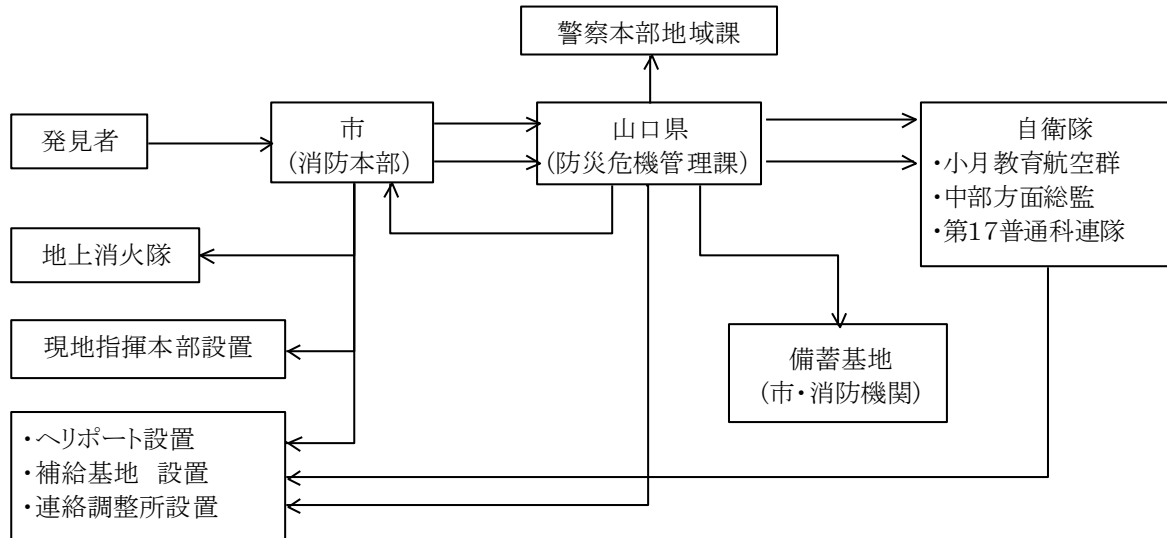 警察本部地域課
発見者
市
(消防本部)
山口県
(防災危機管理課)
自衛隊
・小月教育航空群
・中部方面総監
・第17普通科連隊
地上消火隊
現地指揮本部設置
備蓄基地
(市・消防機関)
・ヘリポート設置
・補給基地　設置
・連絡調整所設置